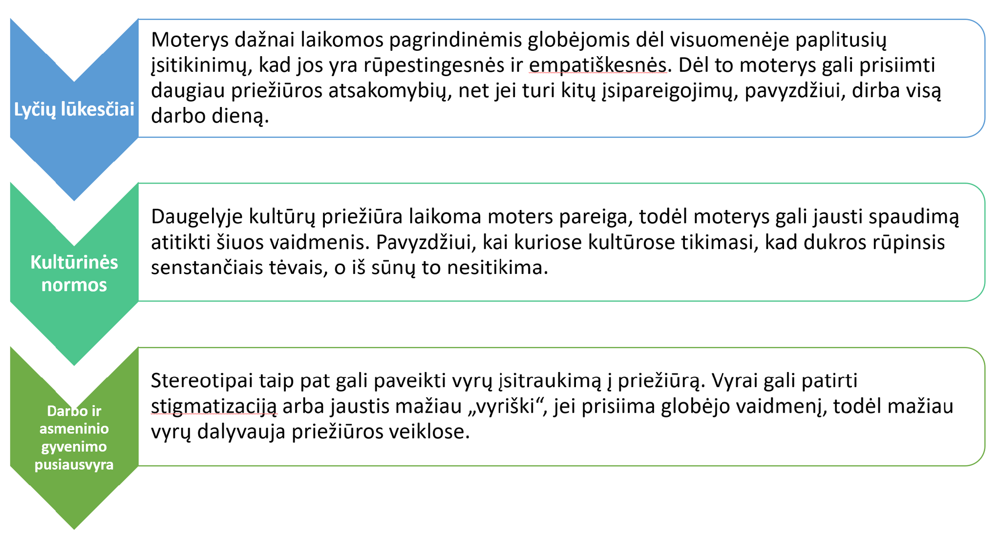 Lyčių lūkesčiai
Moterys dažnai laikomos pagrindinėmis globėjomis dėl visuomenėje paplitusių
įsitikinimų, kad jos yra rūpestingesnės ir empatiškesnės. Dėl to moterys gali prisiimti
daugiau priežiūros atsakomybių, net jei turi kitų įsipareigojimų, pavyzdžiui, dirba visą
darbo dieną.
Kultūrinės
normos
Daugelyje kultūrų priežiūra laikoma moters pareiga, todėl moterys gali jausti spaudimą
atitikti šiuos vaidmenis. Pavyzdžiui, kai kuriose kultūrose tikimasi, kad dukros rūpinsis
senstančiais tėvais, o iš sūnų to nesitikima.
Darbo ir
asmeninio
gyvenimo
pusiausvyra
Stereotipai taip pat gali paveikti vyrų įsitraukimą į priežiūrą. Vyrai gali patirti
stigmatizaciją arba jaustis mažiau „vyriški“, jei prisiima globėjo vaidmenį, todėl mažiau
vyrų dalyvauja priežiūros veiklose.